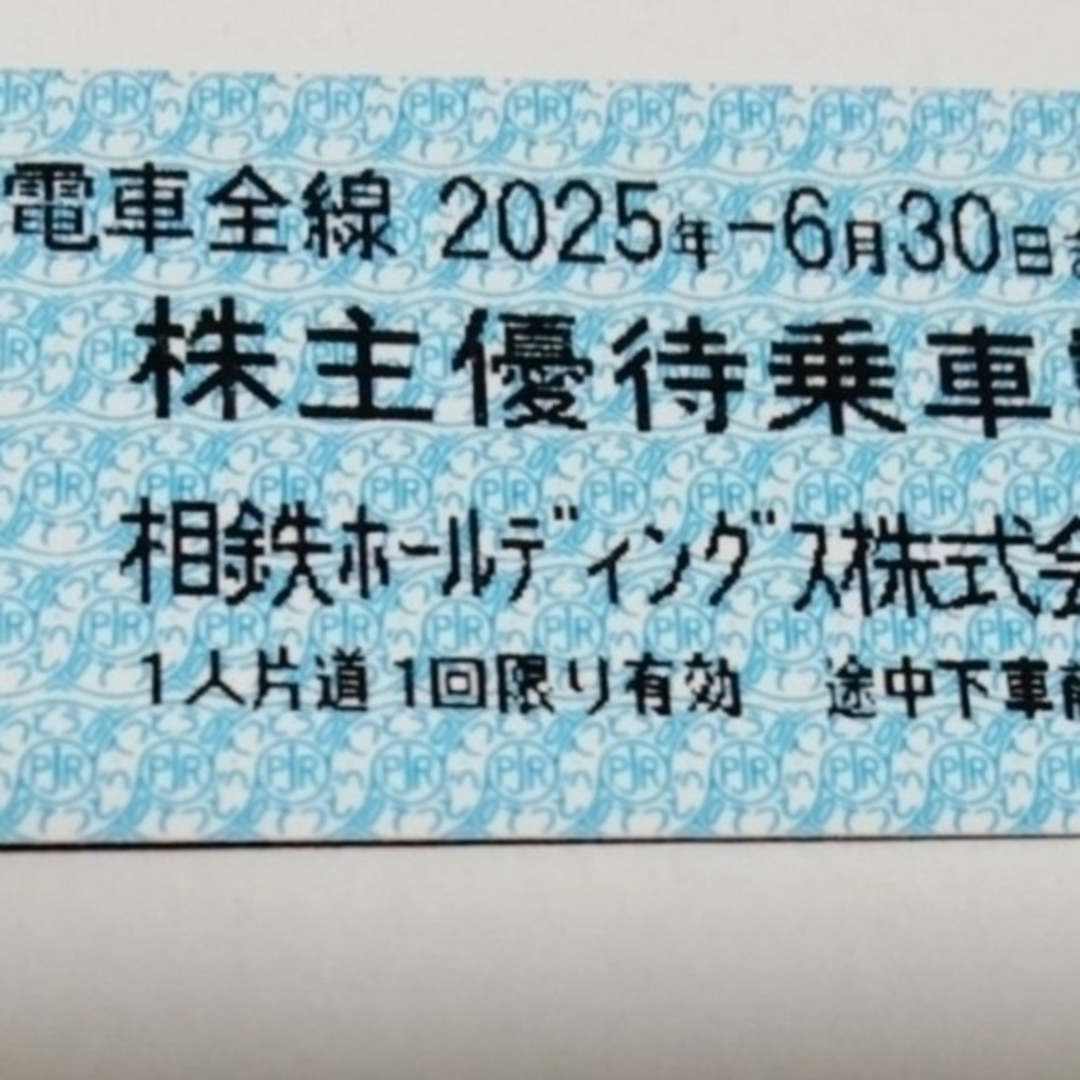 電車全線 2025年-6月30日
株主優待乗車
相鉄ホールディングス株式会
1人片道1回限り有効 途中下車前